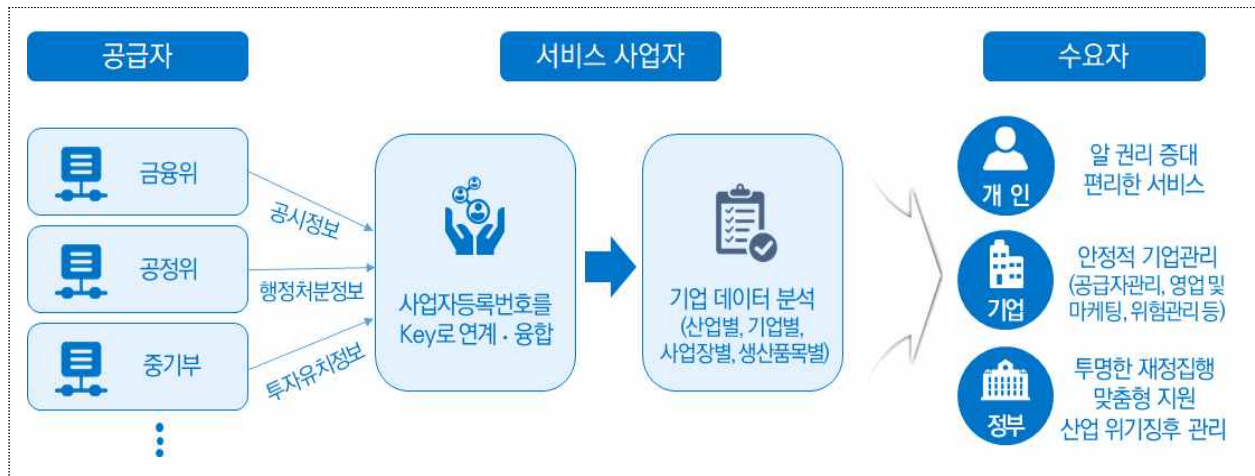 공급자
서비스 사업자
수요자
금융위
공정위
중기부
공시정보
행정처분정보
투자유치정보
사업자등록번호를
Key로 연계·융합
기업 데이터 분석
(산업별, 기업별,
사업장별, 생산품목별)
개 인
알 권리 증대
편리한 서비스
기업
안정적 기업관리
(공급자관리, 영업 및
마케팅, 위험관리 등)
정부
투명한 재정집행
맞춤형 지원
산업 위기징후 관리